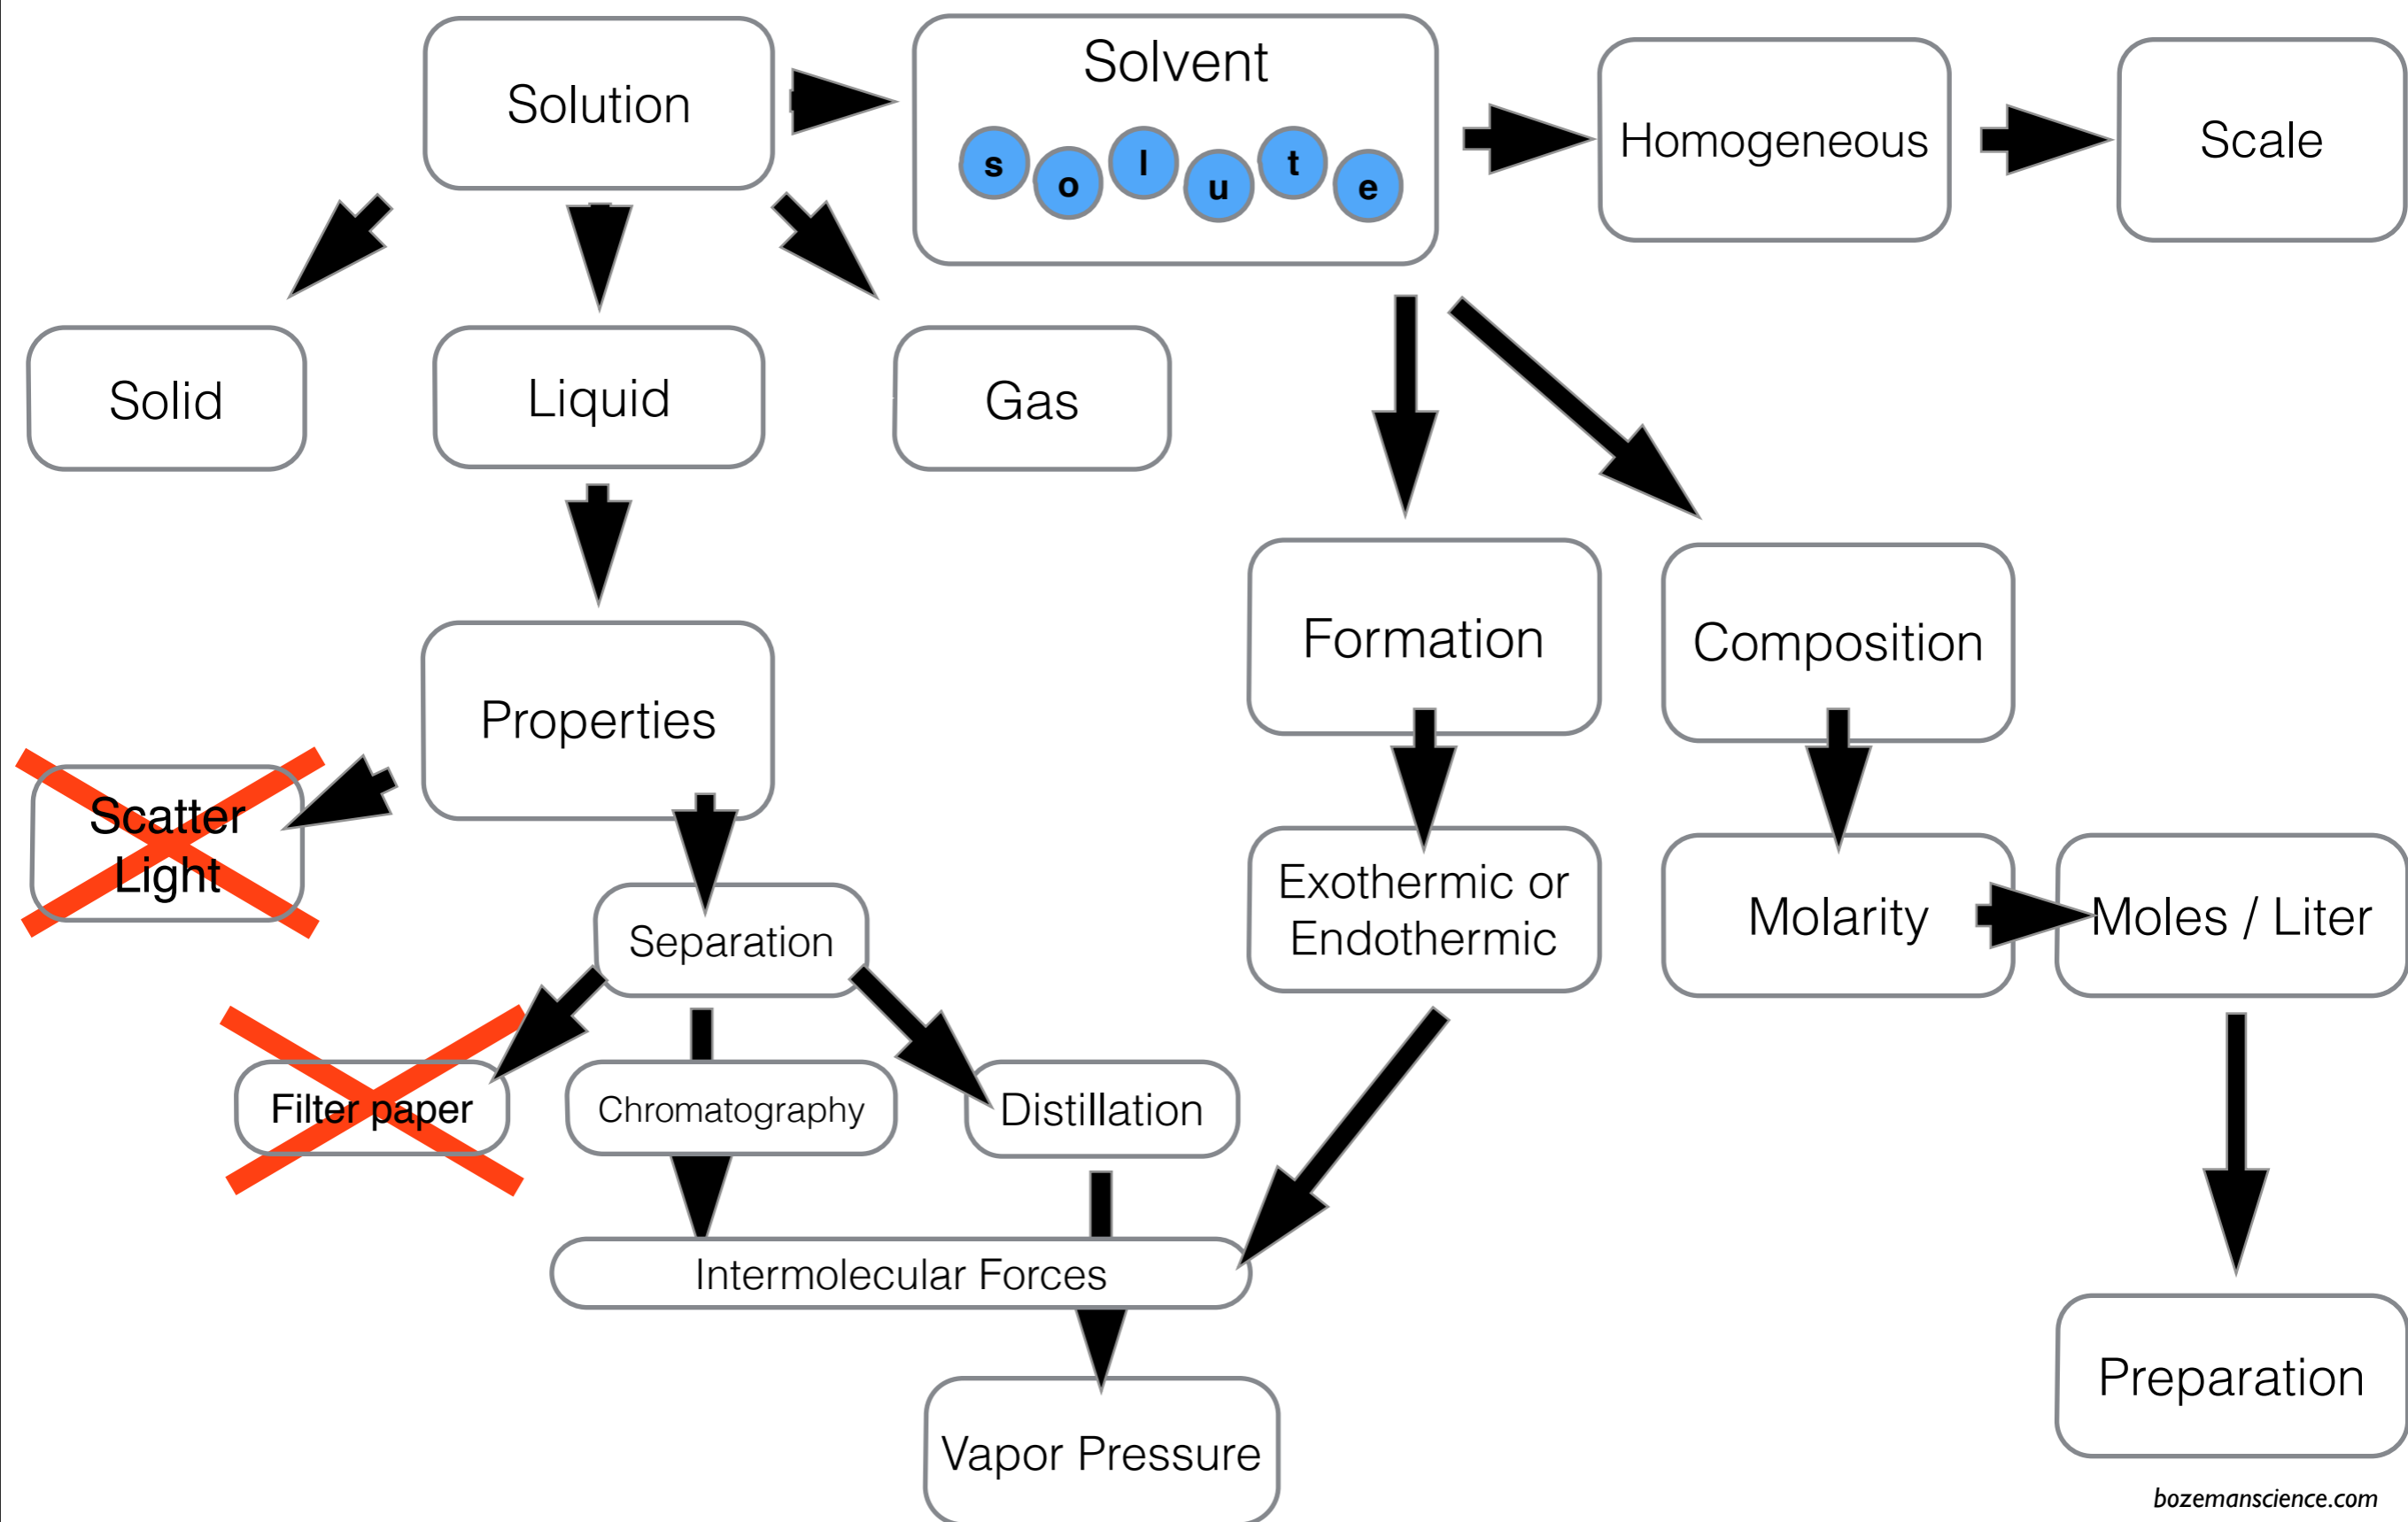 Solution
Solvent
solute
Homogeneous
Scale
Solid
Liquid
Gas
Formation
Composition
Properties
Scatter
Light
Separation
Exothermic or
Endothermic
Molarity
Moles / Liter
Filter paper
Chromatography
Distillation
Intermolecular Forces
Preparation
Vapor Pressure
bozemanscience.com